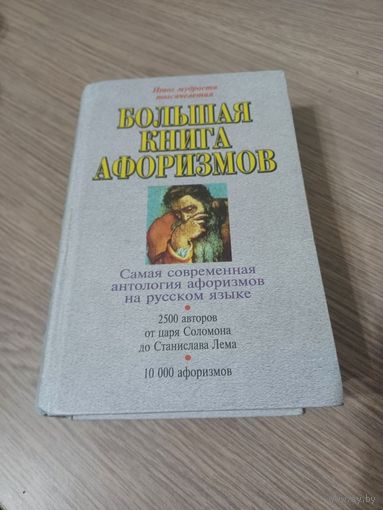 Итог мудрости
тысячелетия
БОЛЬШАЯ
КНИГА
АФОРИЗМОВ
Самая современная
антология афоризмов
на русском языке
2500 авторов
от царя Соломона
до Станислава Лема
10 000 афоризмов